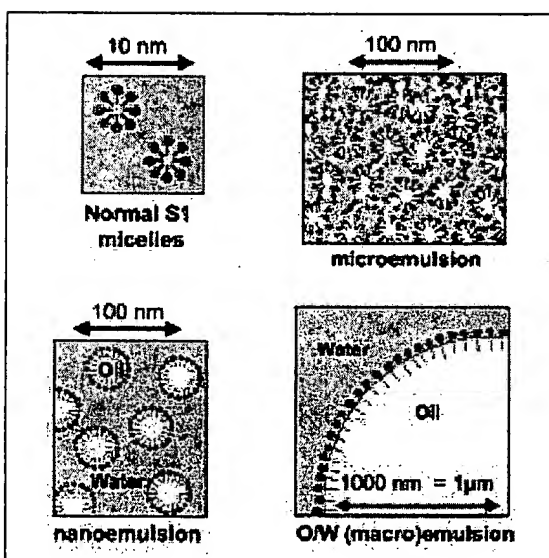 10 nm
100 nm
Normal S1
micelles
microemulsion
100 nm
Oil
Water
nanoemulsion
Water
Oil
1000 nm = 1µm
O/W (macro)emulsion